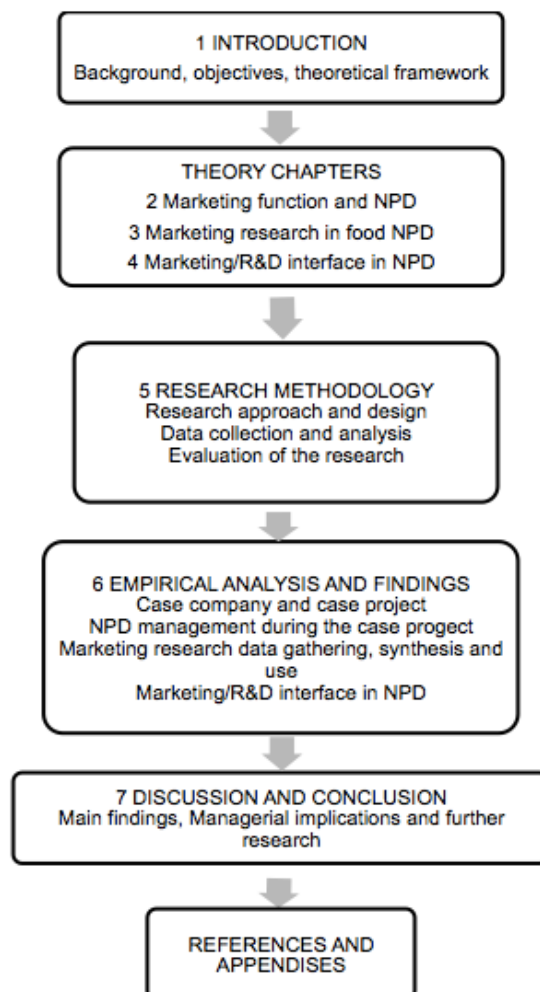 1 INTRODUCTION
Background, objectives, theoretical framework
THEORY CHAPTERS
2 Marketing function and NPD
3 Marketing research in food NPD
4 Marketing/R&D interface in NPD
5 RESEARCH METHODOLOGY
Research approach and design
Data collection and analysis
Evaluation of the research
6 EMPIRICAL ANALYSIS AND FINDINGS
Case company and case project
NPD management during the case progect
Marketing research data gathering, synthesis and
use
Marketing/R&D interface in NPD
7 DISCUSSION AND CONCLUSION
Main findings, Managerial implications and further
research
REFERENCES AND
APPENDISES